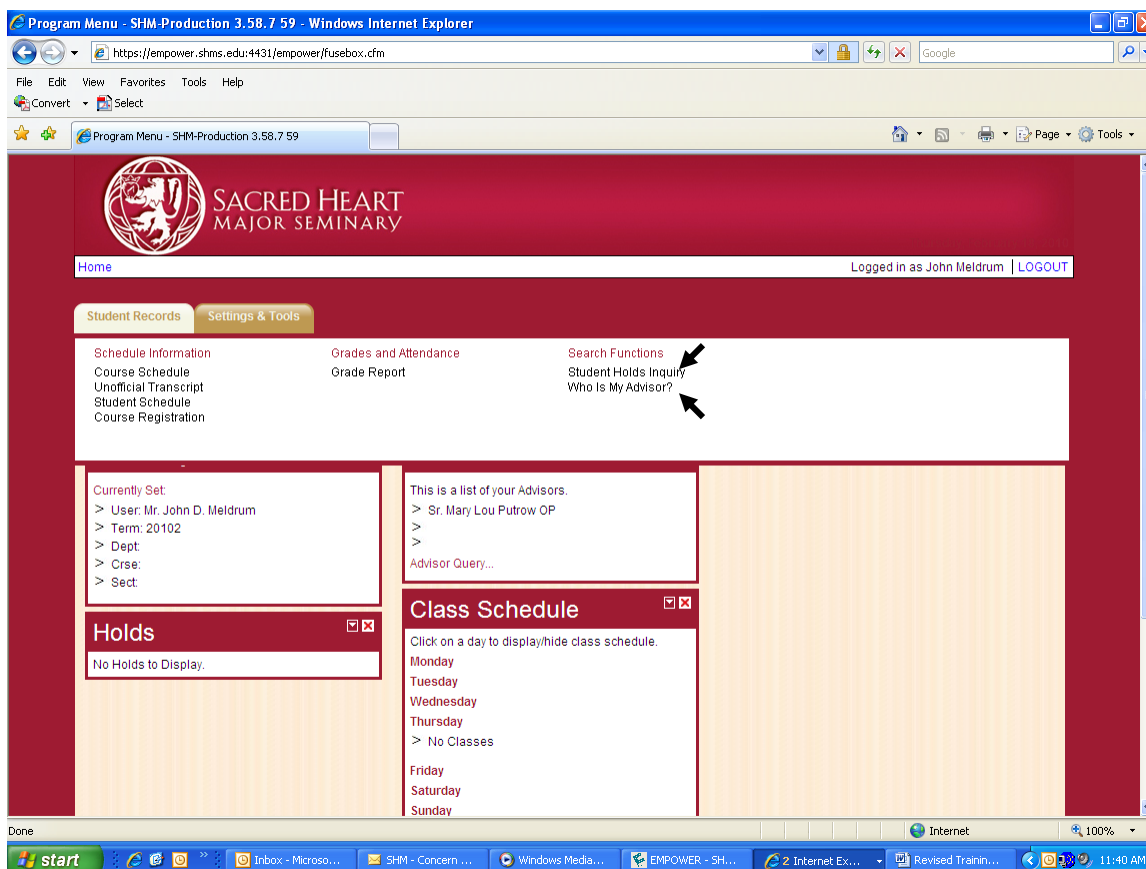 Program Menu - SHM-Production 3.58.7 59 - Windows Internet Explorer
https://empower.shms.edu:4431/empower/fusebox.cfm
Google
File Edit View Favorites Tools Help
Convert Select
Program Menu - SHM-Production 3.58.7 59
Page Tools
SACRED HEART
MAJOR SEMINARY
Home
Logged in as John Meldrum | LOGOUT
Student Records
Settings & Tools
Schedule Information
Course Schedule
Unofficial Transcript
Student Schedule
Course Registration
Grades and Attendance
Grade Report
Search Functions
Student Holds Inquiry
Who Is My Advisor?
Currently Set:
> User: Mr. John D. Meldrum
> Term: 20102
> Dept:
> Crse:
> Sect:
Holds
No Holds to Display.
This is a list of your Advisors.
> Sr. Mary Lou Putrow OP
>
>
Advisor Query...
Class Schedule
Click on a day to display/hide class schedule.
Monday
Tuesday
Wednesday
Thursday
> No Classes
Friday
Saturday
Sunday
Done
Internet
100%
start
Inbox - Microso...
SHM - Concern ...
Windows Media...
EMPOWER - SH...
2 Internet Ex...
Revised Trainin...
11:40 AM